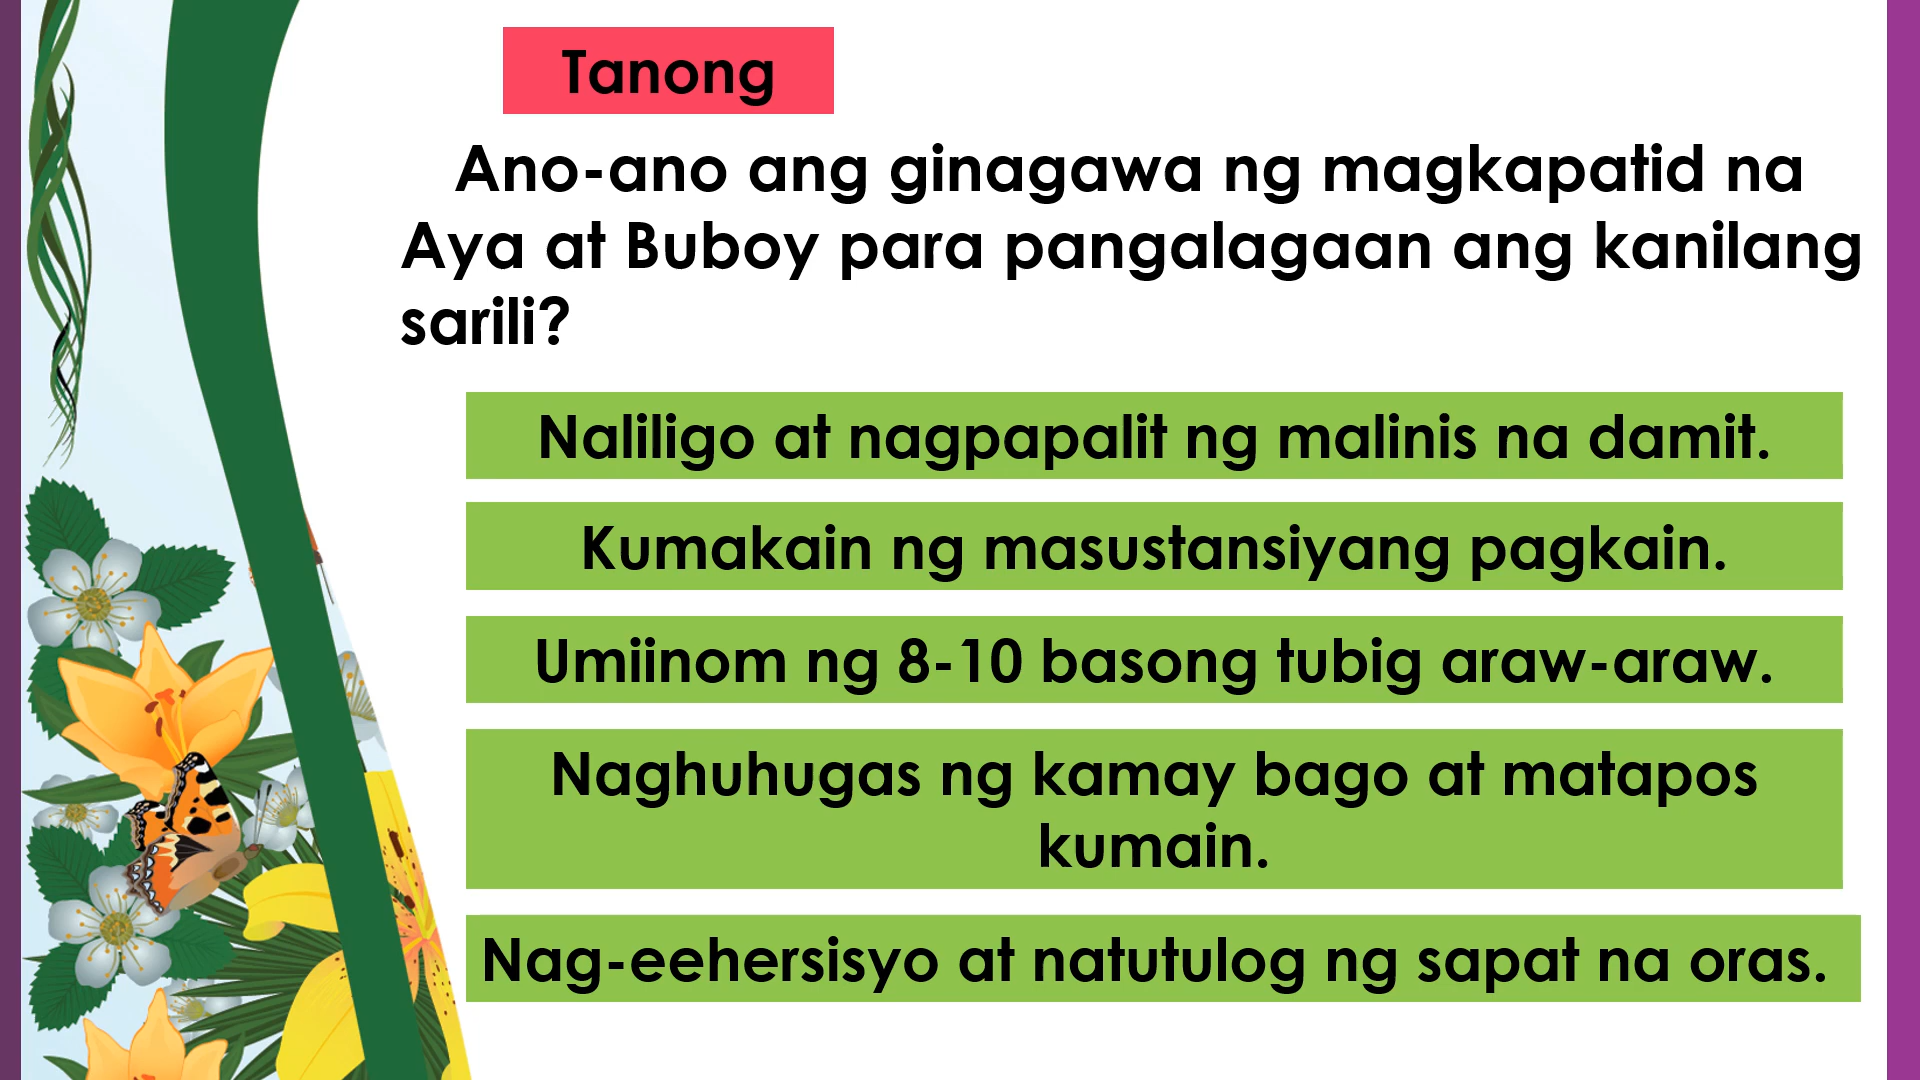 Tanong
Ano-ano ang ginagawa ng magkapatid na
Aya at Buboy para pangalagaan ang kanilang
sarili?
Naliligo at nagpapalit ng malinis na damit.
Kumakain ng masustansiyang pagkain.
Umiinom ng 8-10 basong tubig araw-araw.
Naghuhugas ng kamay bago at matapos
kumain.
Nag-eehersisyo at natutulog ng sapat na oras.